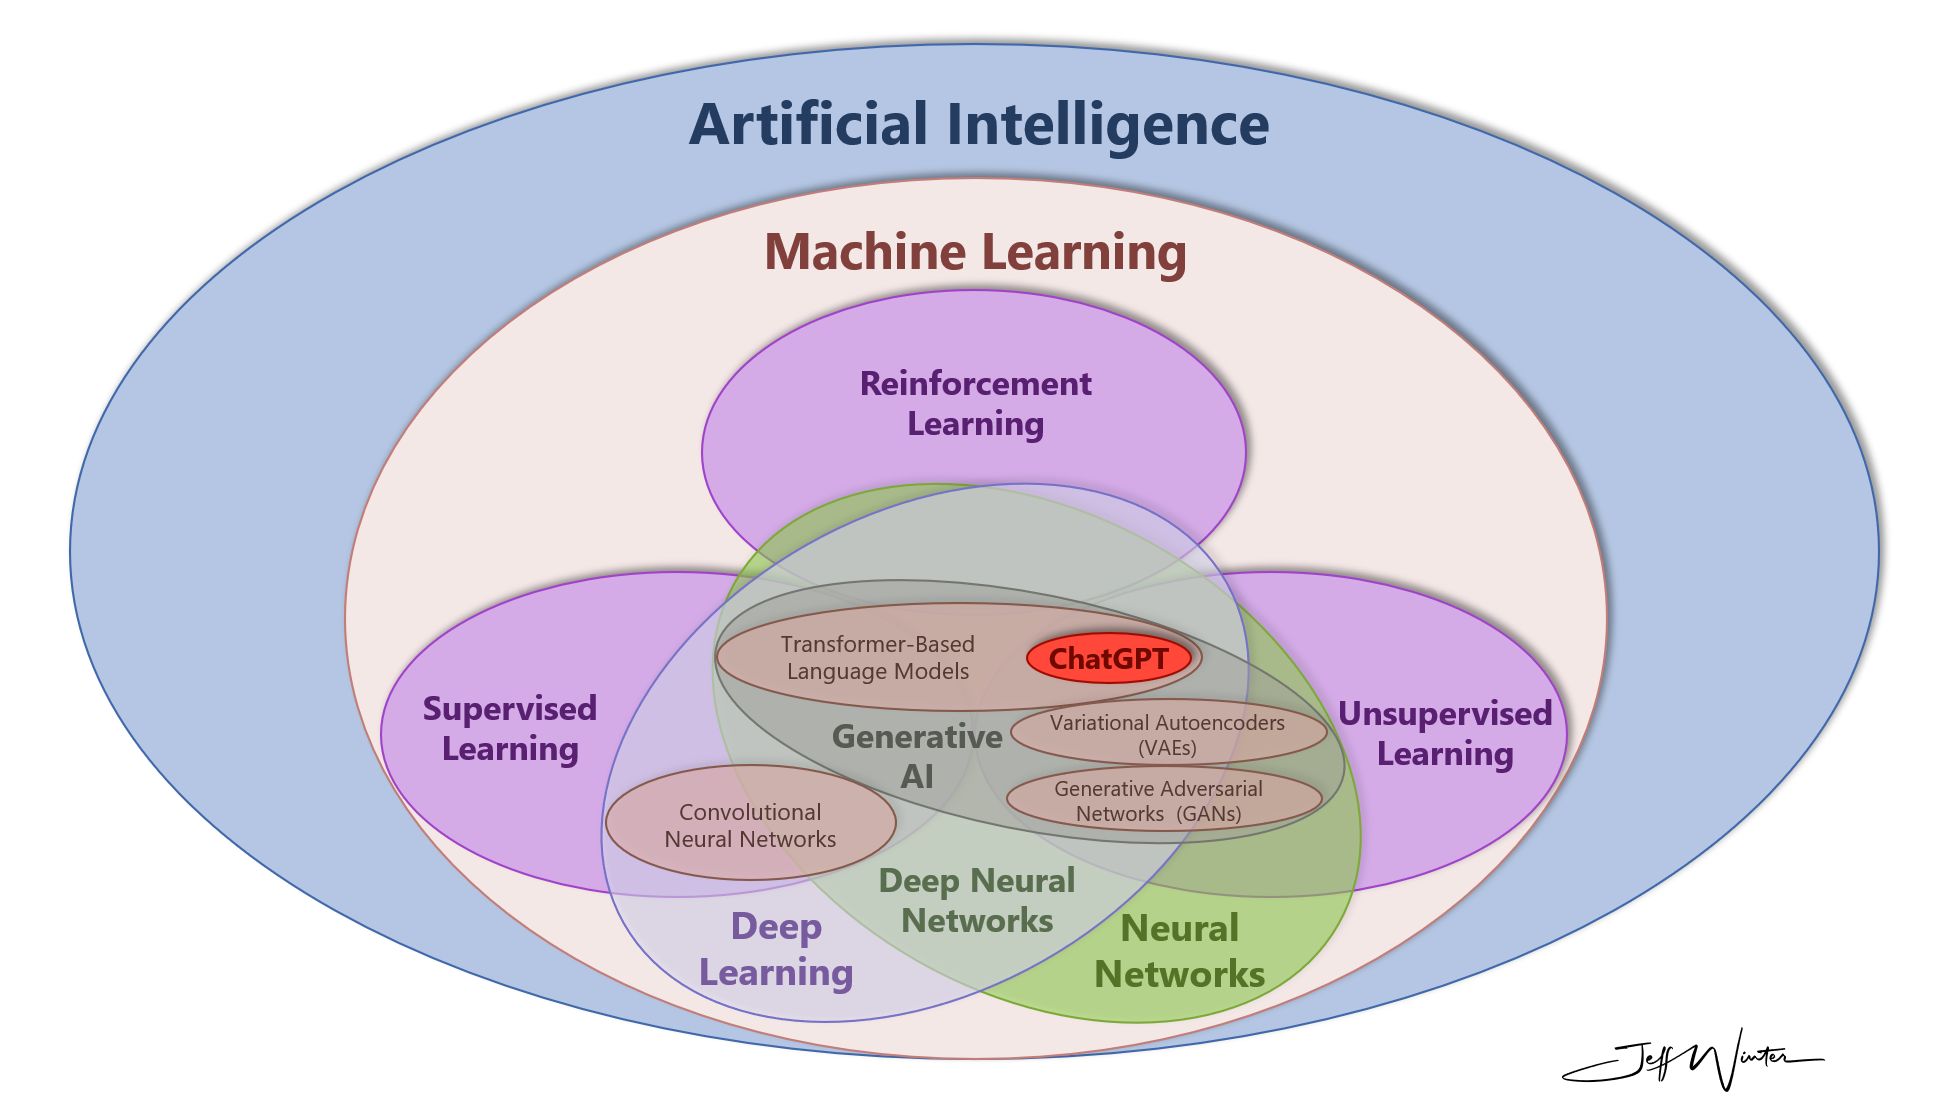 Artificial Intelligence
Machine Learning
Reinforcement
Learning
Transformer-Based
Language Models
ChatGPT
Supervised
Learning
Generative
AI
Variational Autoencoders
(VAEs)
Unsupervised
Learning
Generative Adversarial
Networks (GANs)
Convolutional
Neural Networks
Deep Neural
Networks
Deep
Learning
Neural
Networks
Jeff Winter